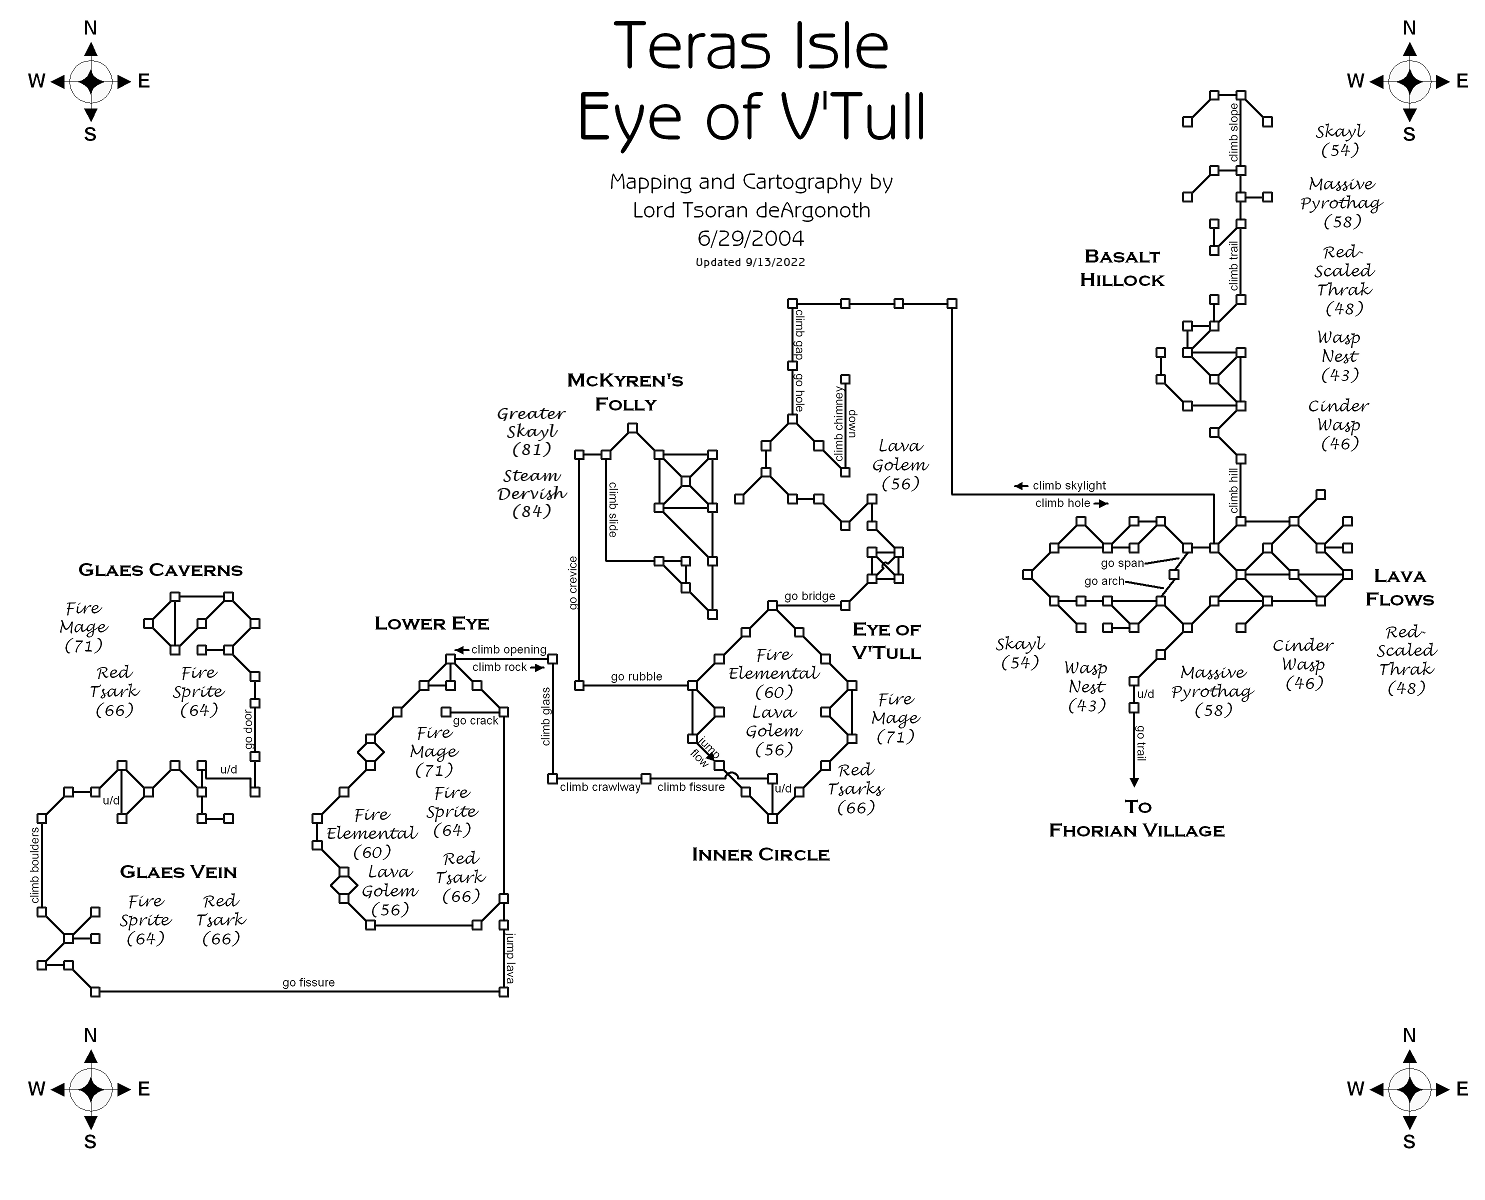 N
W E
S
N
W E
S
Teras Isle
Eye of V'Tull
Mapping and Cartography by
Lord Tsoran deArgonoth
6/29/2004
Updated 9/13/2022
climb slope
Skayl
(54)
Massive
Pyrothag
(58)
BASALT
HILLOCK
climb trail
Red-
Scaled
Thrak
(48)
Wasp
Nest
(43)
Cinder
Wasp
(46)
climb hill
climb gap
go hole
climb chimney
down
Lava
Golem
(56)
climb skylight
climb hole
MCKYREN'S
FOLLY
Greater
Skayl
(81)
Steam
Dervish
(84)
climb slide
go crevice
go rubble
go span
go arch
LAVA
FLOWS
Skayl
(54)
Wasp
Nest
(43)
Massive
Pyrothag
(58)
Cinder
Wasp
(46)
Red-
Scaled
Thrak
(48)
u/d
go trail
TO
FHORIAN VILLAGE
go bridge
EYE OF
V'TULL
Fire
Elemental
(60)
Lava
Golem
(56)
Fire
Mage
(71)
Red
Tsarks
(66)
jump
flow
u/d
INNER CIRCLE
climb crawlway
climb fissure
climb glass
LOWER EYE
climb opening
climb rock
go crack
Fire
Mage
(71)
Fire
Sprite
(64)
Fire
Elemental
(60)
Red
Tsark
(66)
Lava
Golem
(56)
jump lava
GLAES CAVERNS
Fire
Mage
(71)
Red
Tsark
(66)
Fire
Sprite
(64)
go door
u/d
u/d
climb boulders
GLAES VEIN
Fire
Sprite
(64)
Red
Tsark
(66)
go fissure
N
W E
S
N
W E
S